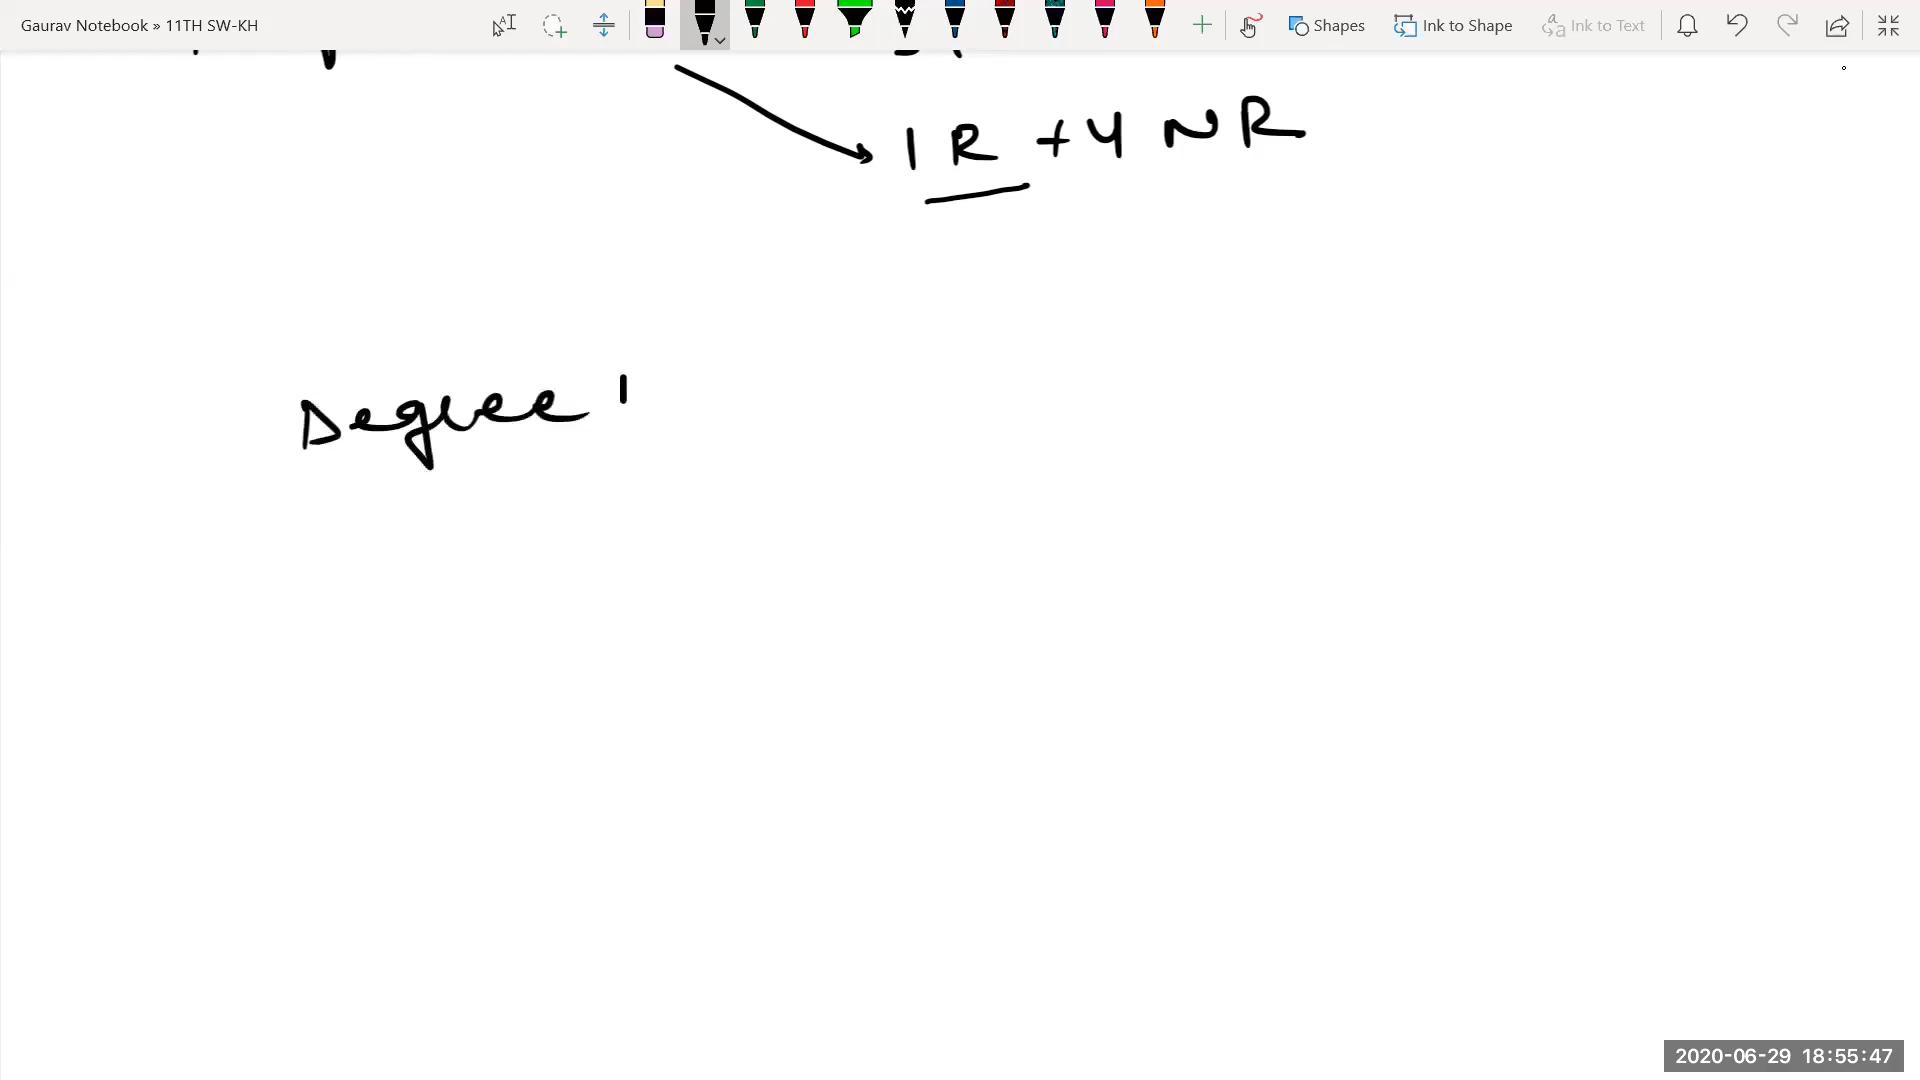 Gaurav Notebook » 11TH SW-KH
Shapes
Ink to Shape
Ink to Text
1 R + 4 NR
Degree '
2020-06-29 18:55:47